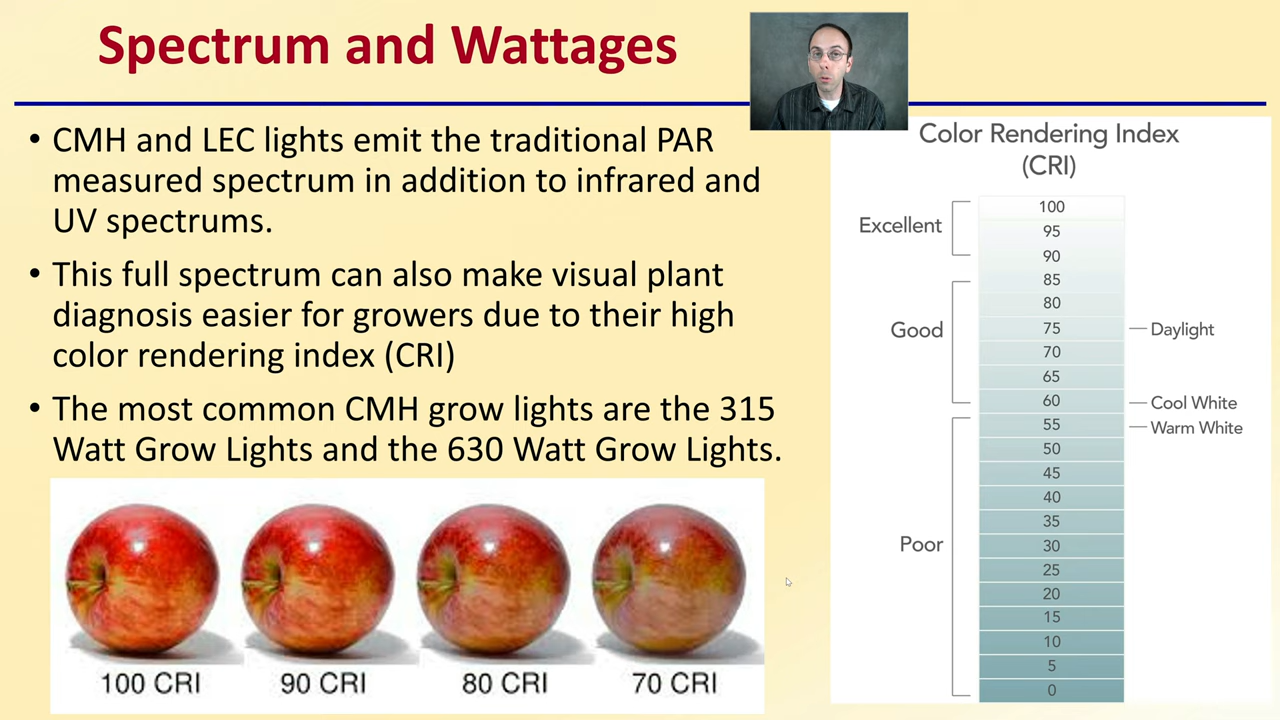 Spectrum and Wattages
• CMH and LEC lights emit the traditional PAR
measured spectrum in addition to infrared and
UV spectrums.
• This full spectrum can also make visual plant
diagnosis easier for growers due to their high
color rendering index (CRI)
• The most common CMH grow lights are the 315
Watt Grow Lights and the 630 Watt Grow Lights.
100 CRI 90 CRI 80 CRI 70 CRI
Color Rendering Index
(CRI)
100
Excellent 95
90
85
80
Good 75 Daylight
70
65
60 Cool White
55 Warm White
50
45
40
35
Poor 30
25
20
15
10
5
0